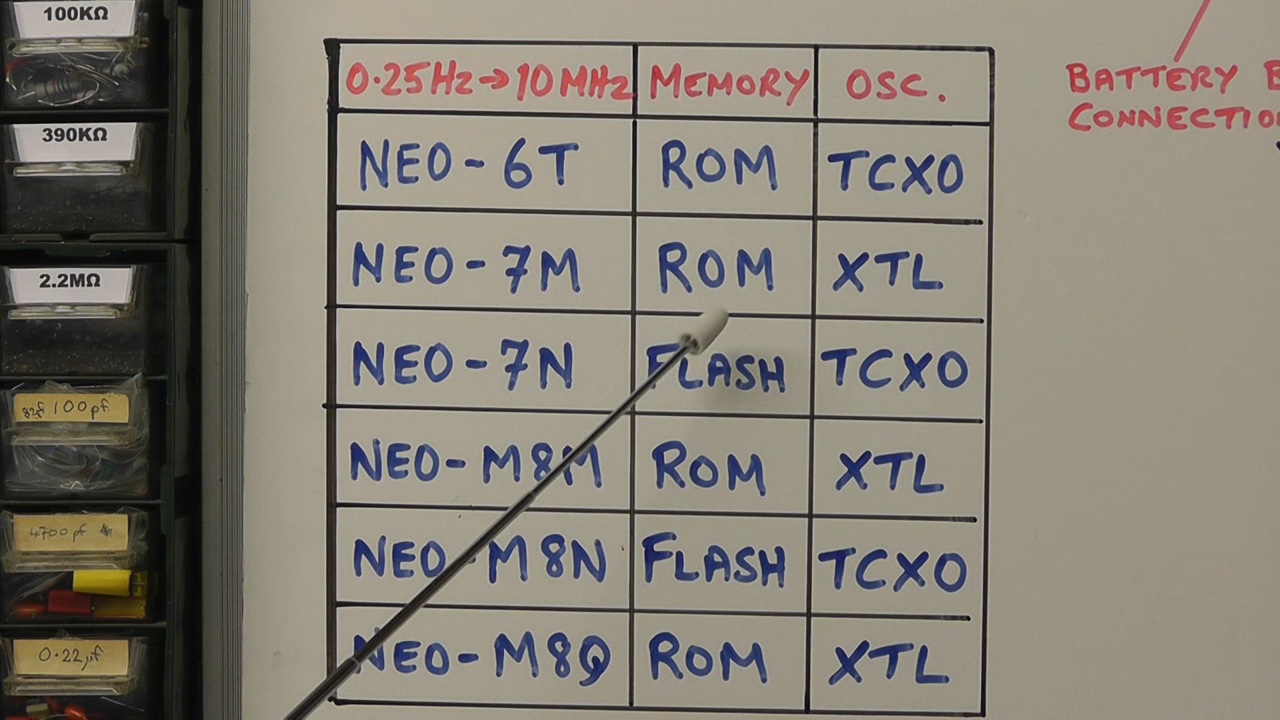 100KΩ
390KΩ
2.2MΩ
100pf
4700pf
0.22µf
0.25Hz→10MHz MEMORY OSC.
NEO-6T ROM TCXO
NEO-7M ROM XTL
NEO-7N FLASH TCXO
NEO-M8M ROM XTL
NEO-M8N FLASH TCXO
NEO-M8Q ROM XTL
BATTERY
CONNECTIO